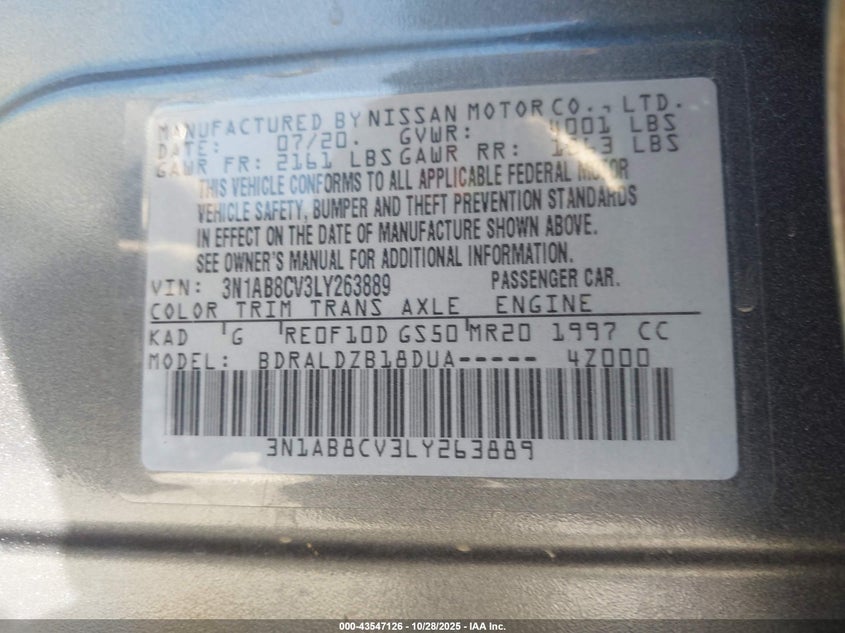 MANUFACTURED BY NISSAN MOTOR CO., LTD.
DATE: 07/20. GVWR: 4001 LBS
GAWR FR: 2161 LBS GAWR RR: LBS
THIS VEHICLE CONFORMS TO ALL APPLICABLE FEDERAL MOTOR
VEHICLE SAFETY, BUMPER AND THEFT PREVENTION STANDARDS
IN EFFECT ON THE DATE OF MANUFACTURE SHOWN ABOVE.
SEE OWNER'S MANUAL FOR ADDITIONAL INFORMATION.
VIN: 3N1AB8CV3LY263889 PASSENGER CAR.
COLOR TRIM TRANS AXLE ENGINE
KAD G RE0F10D GS50 MR20 1997 CC
MODEL: BDRALDZB18DUA----- 4Z000
3N1AB8CV3LY263889
000-43547126 | 10/28/2025 - IAA Inc.